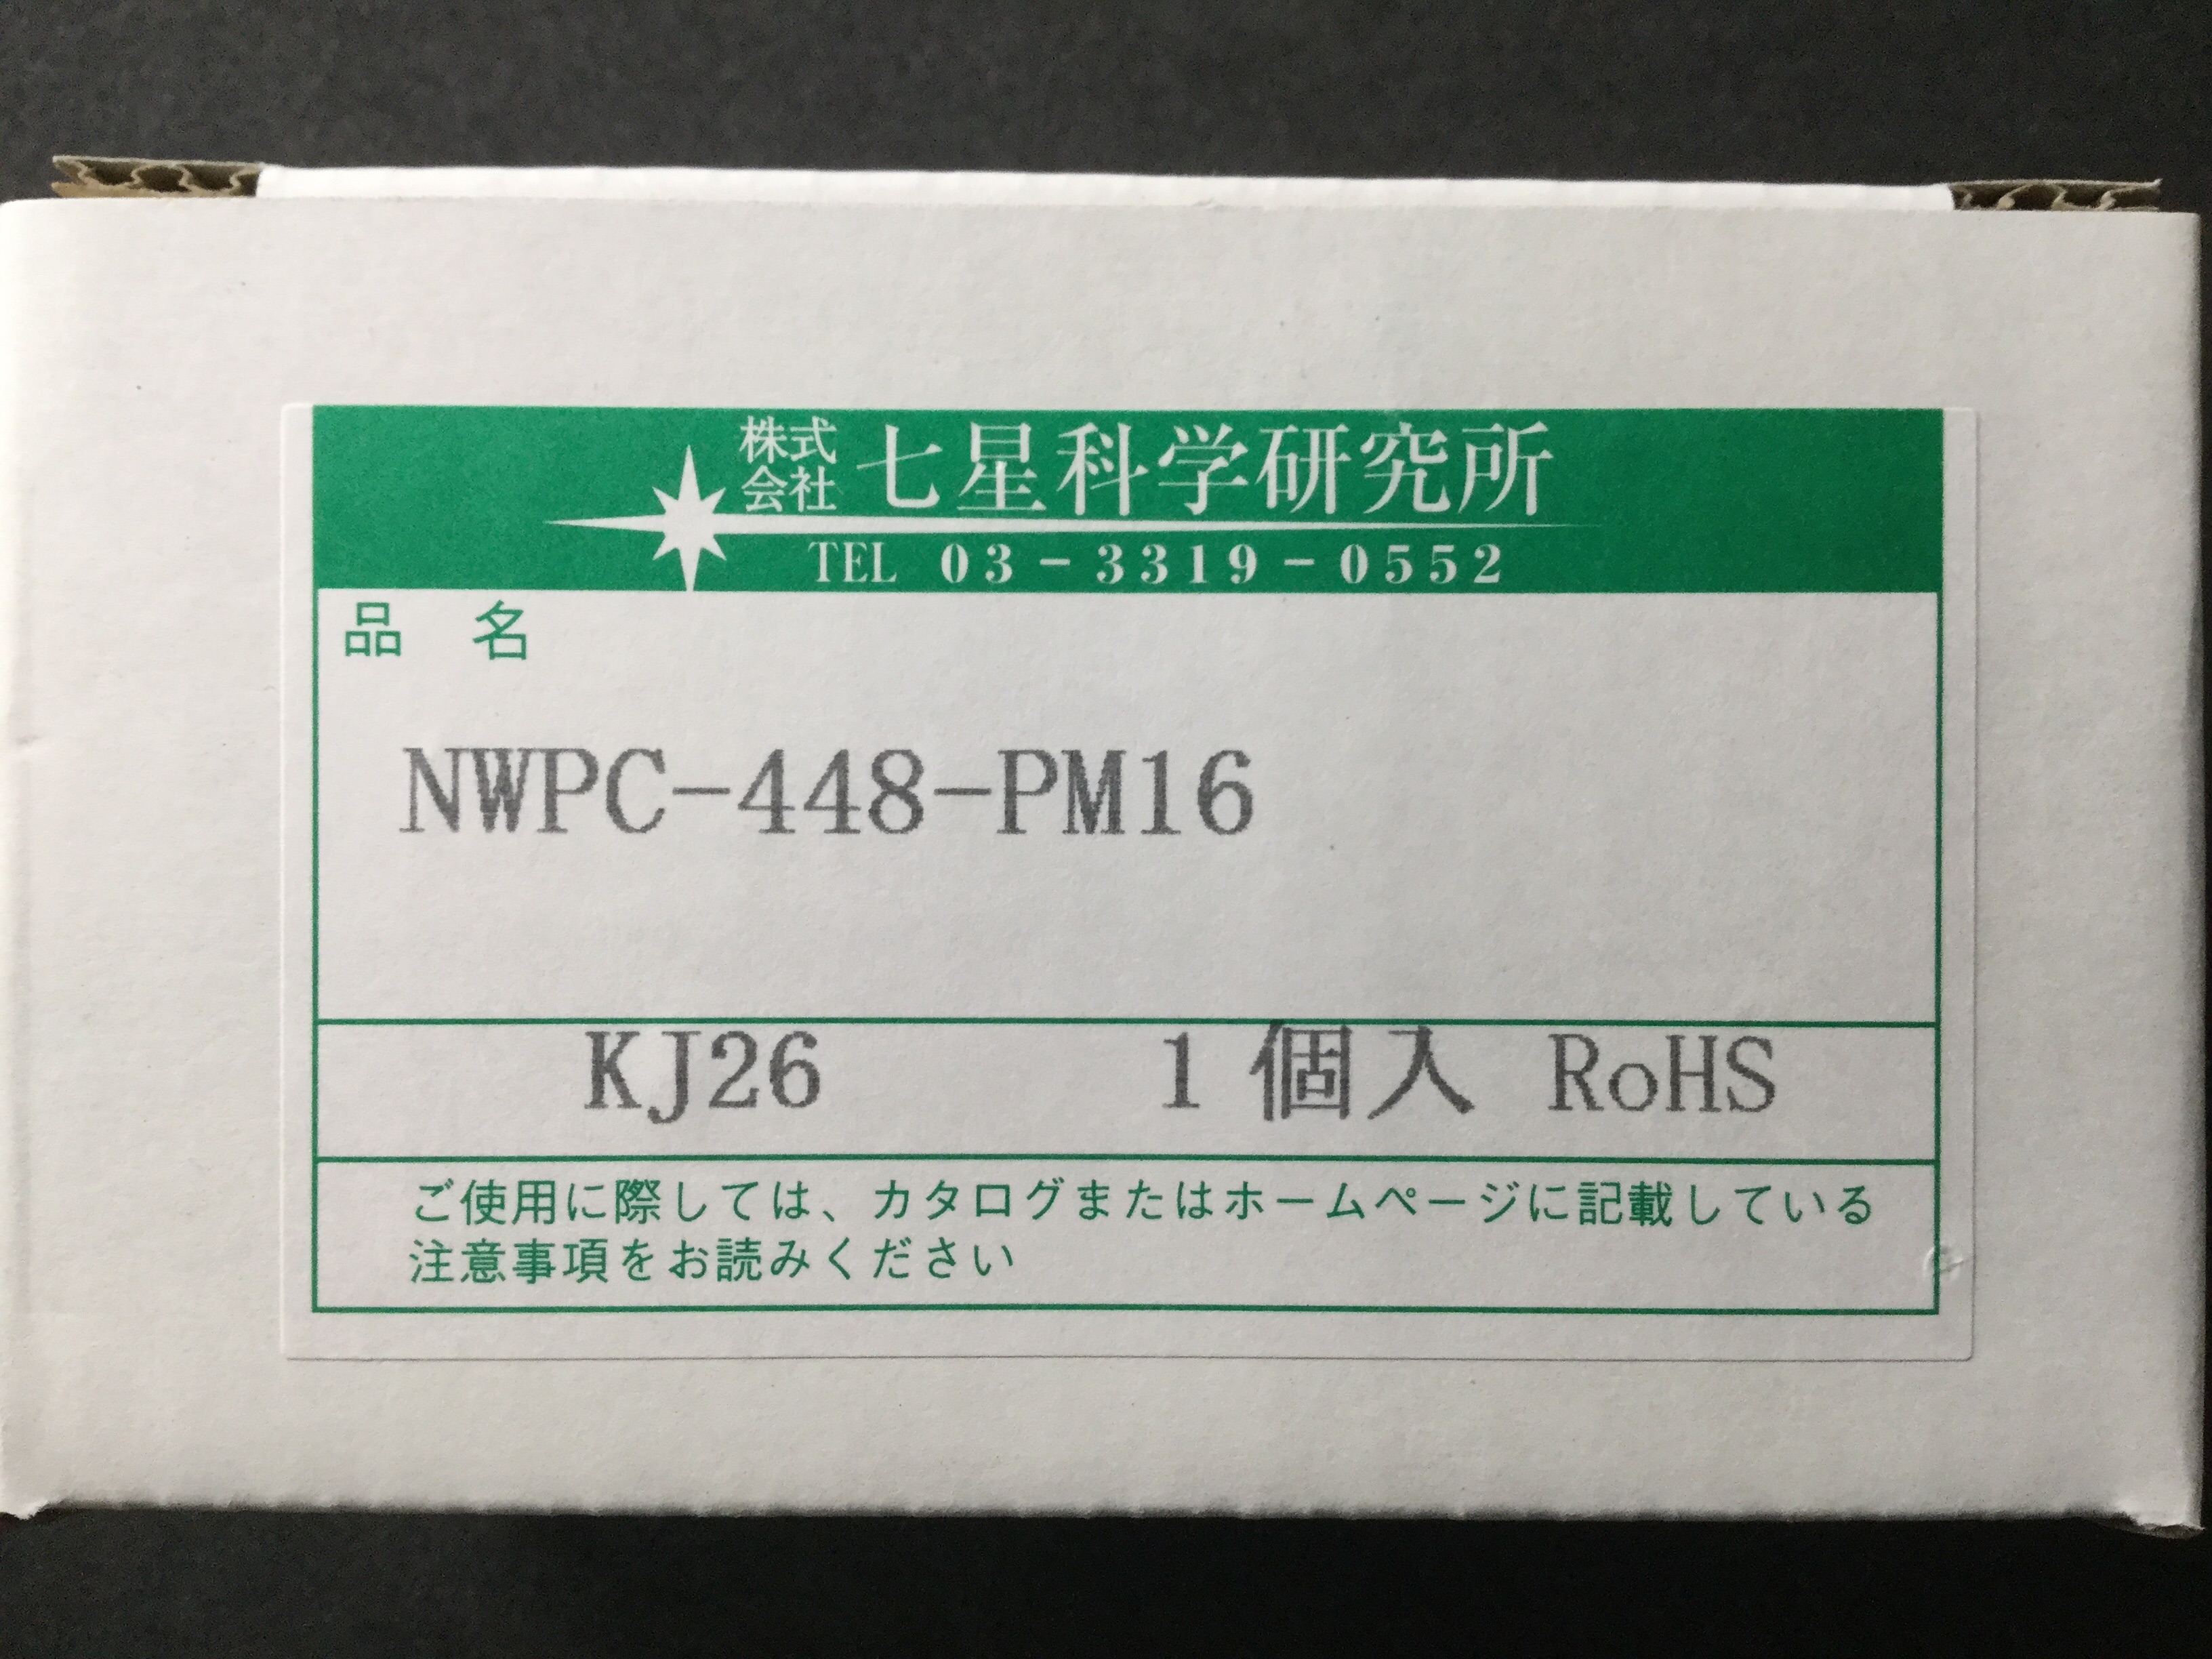 株式会社 七星科学研究所
TEL 03-3319-0552
品 名
NWPC-448-PM16
KJ26 1個入 RoHS
ご使用に際しては、カタログまたはホームページに記載している
注意事項をお読みください